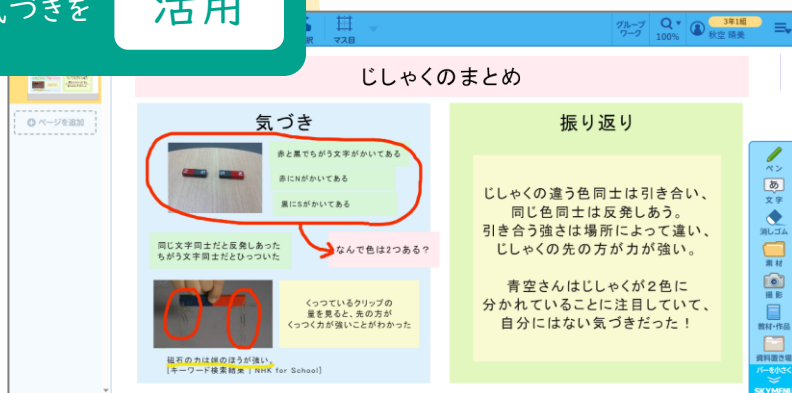 気づきを
活用
マス目
グループ
ワーク
100%
3年1組
秋空 晴美
じしゃくのまとめ
ページを追加
気づき
赤と黒でちがう文字がかいてある
赤にNがかいてある
黒にSがかいてある
同じ文字同士だと反発しあった
ちがう文字同士だとひっついた
なんで色は2つある?
くっつているクリップの
量を見ると、先の方が
くっつく力が強いことがわかった
磁石の力は端のほうが強い。
[キーワード検索結果 | NHK for School]
振り返り
じしゃくの違う色同士は引き合い、
同じ色同士は反発しあう。
引き合う強さは場所によって違い、
じしゃくの先の方が力が強い。
青空さんはじしゃくが2色に
分かれていることに注目していて、
自分にはない気づきだった!
ペン
あ
文字
消しゴム
素材
撮影
教材・作品
資料置き場
バーを小さく
SKYMENU